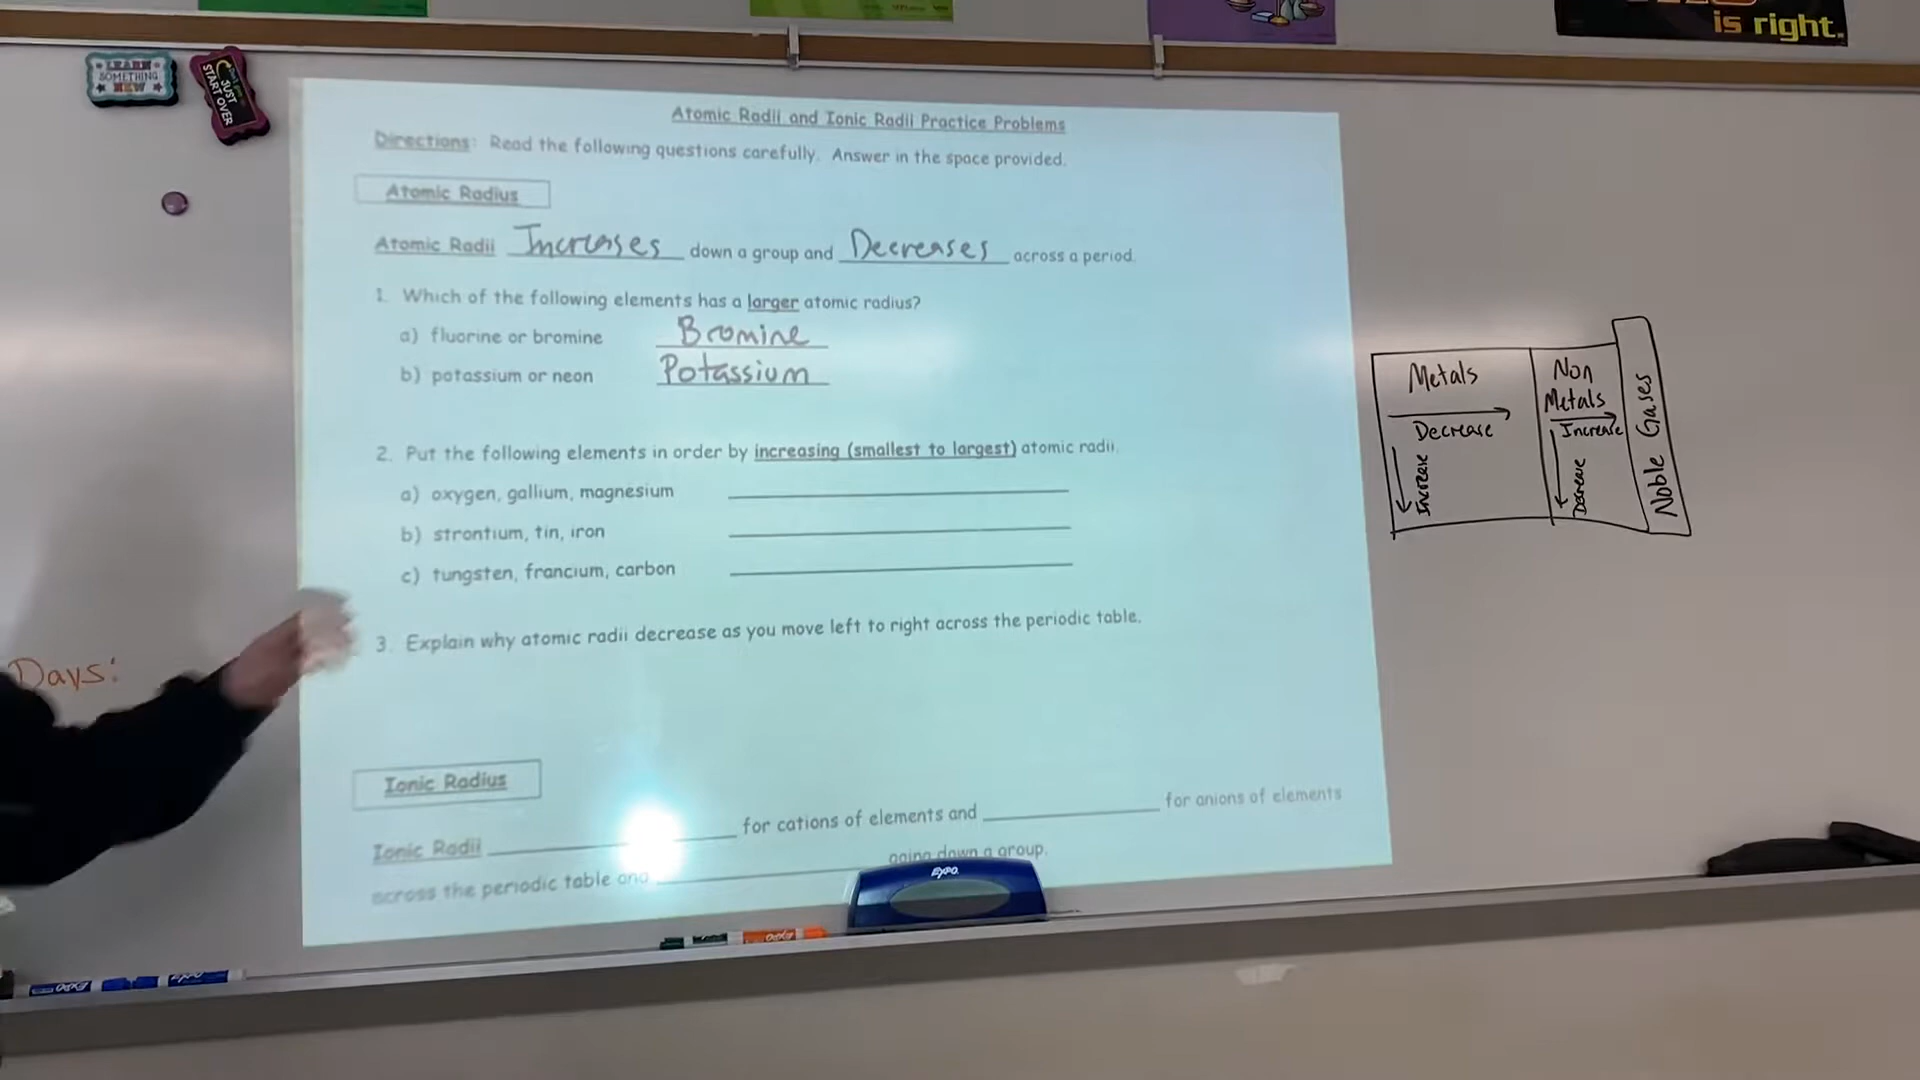 is right.
LEARN
SOMETHING
NEW
JUST
START OVER
Atomic Radii and Ionic Radii Practice Problems
Directions: Read the following questions carefully. Answer in the space provided.
Atomic Radius
Atomic Radii Increases down a group and Decreases across a period.
1. Which of the following elements has a larger atomic radius?
a) fluorine or bromine Bromine
b) potassium or neon Potassium
2. Put the following elements in order by increasing (smallest to largest) atomic radii.
a) oxygen, gallium, magnesium
b) strontium, tin, iron
c) tungsten, francium, carbon
3. Explain why atomic radii decrease as you move left to right across the periodic table.
Ionic Radius
Ionic Radii for cations of elements and for anions of elements
across the periodic table and going down a group.
Metals
Decrease
Increase
Non
Metals
Increase
Decrease
Noble Gases
Days:
EXPO
EXPO
EXPO
EXPO